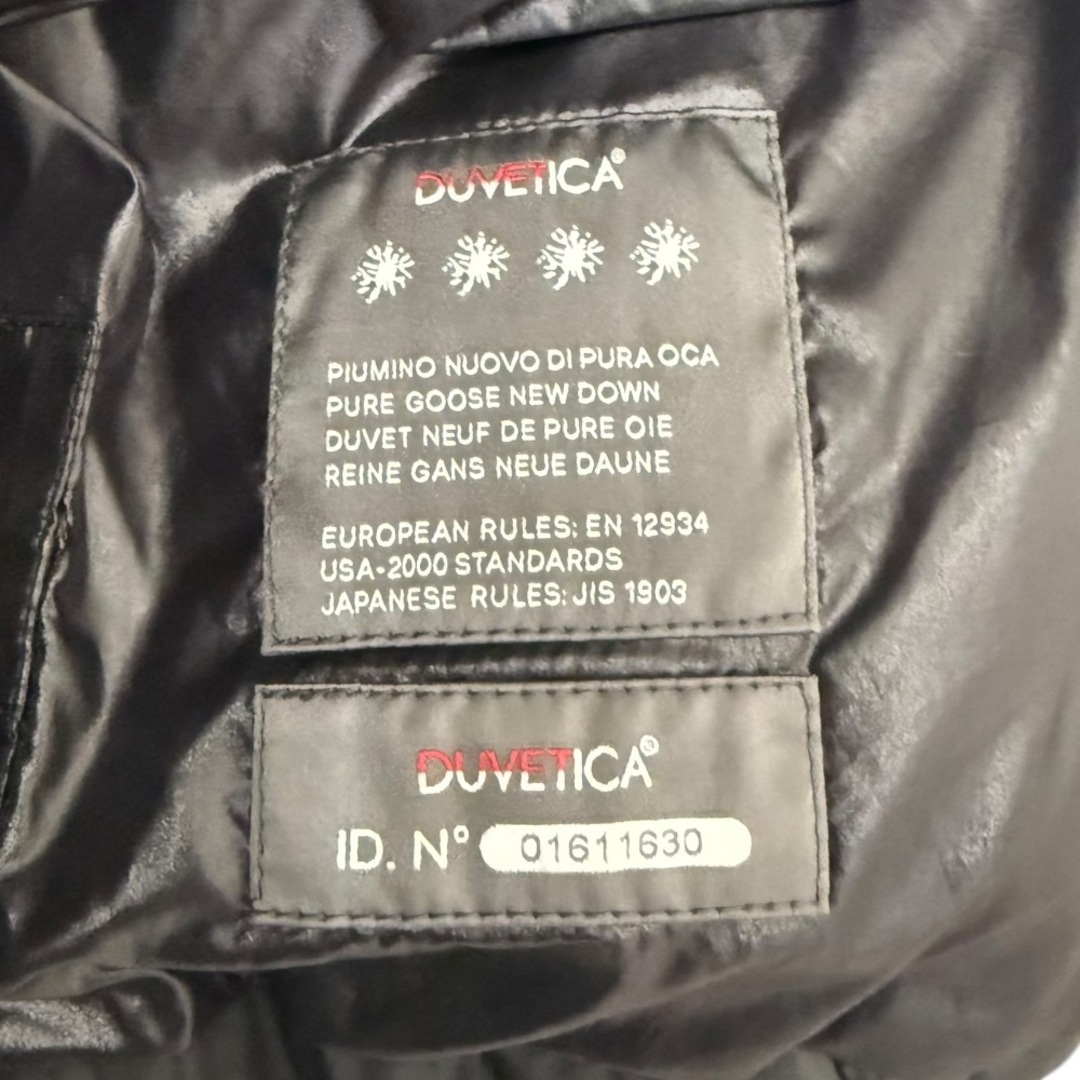 DUVETICA®
PIUMINO NUOVO DI PURA OCA
PURE GOOSE NEW DOWN
DUVET NEUF DE PURE OIE
REINE GANS NEUE DAUNE
EUROPEAN RULES: EN 12934
USA-2000 STANDARDS
JAPANESE RULES: JIS 1903
DUVETICA®
ID. N° 01611630